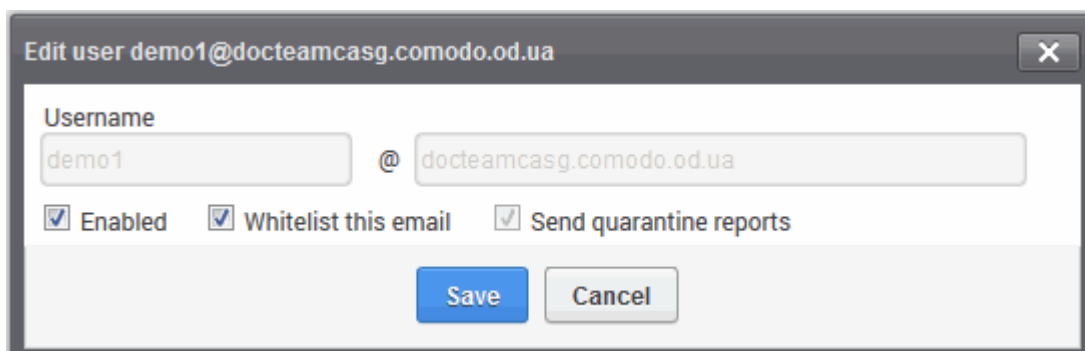 Edit user demo1@docteamcasg.comodo.od.ua
Username
demo1 @ docteamcasg.comodo.od.ua
Enabled Whitelist this email Send quarantine reports
Save Cancel